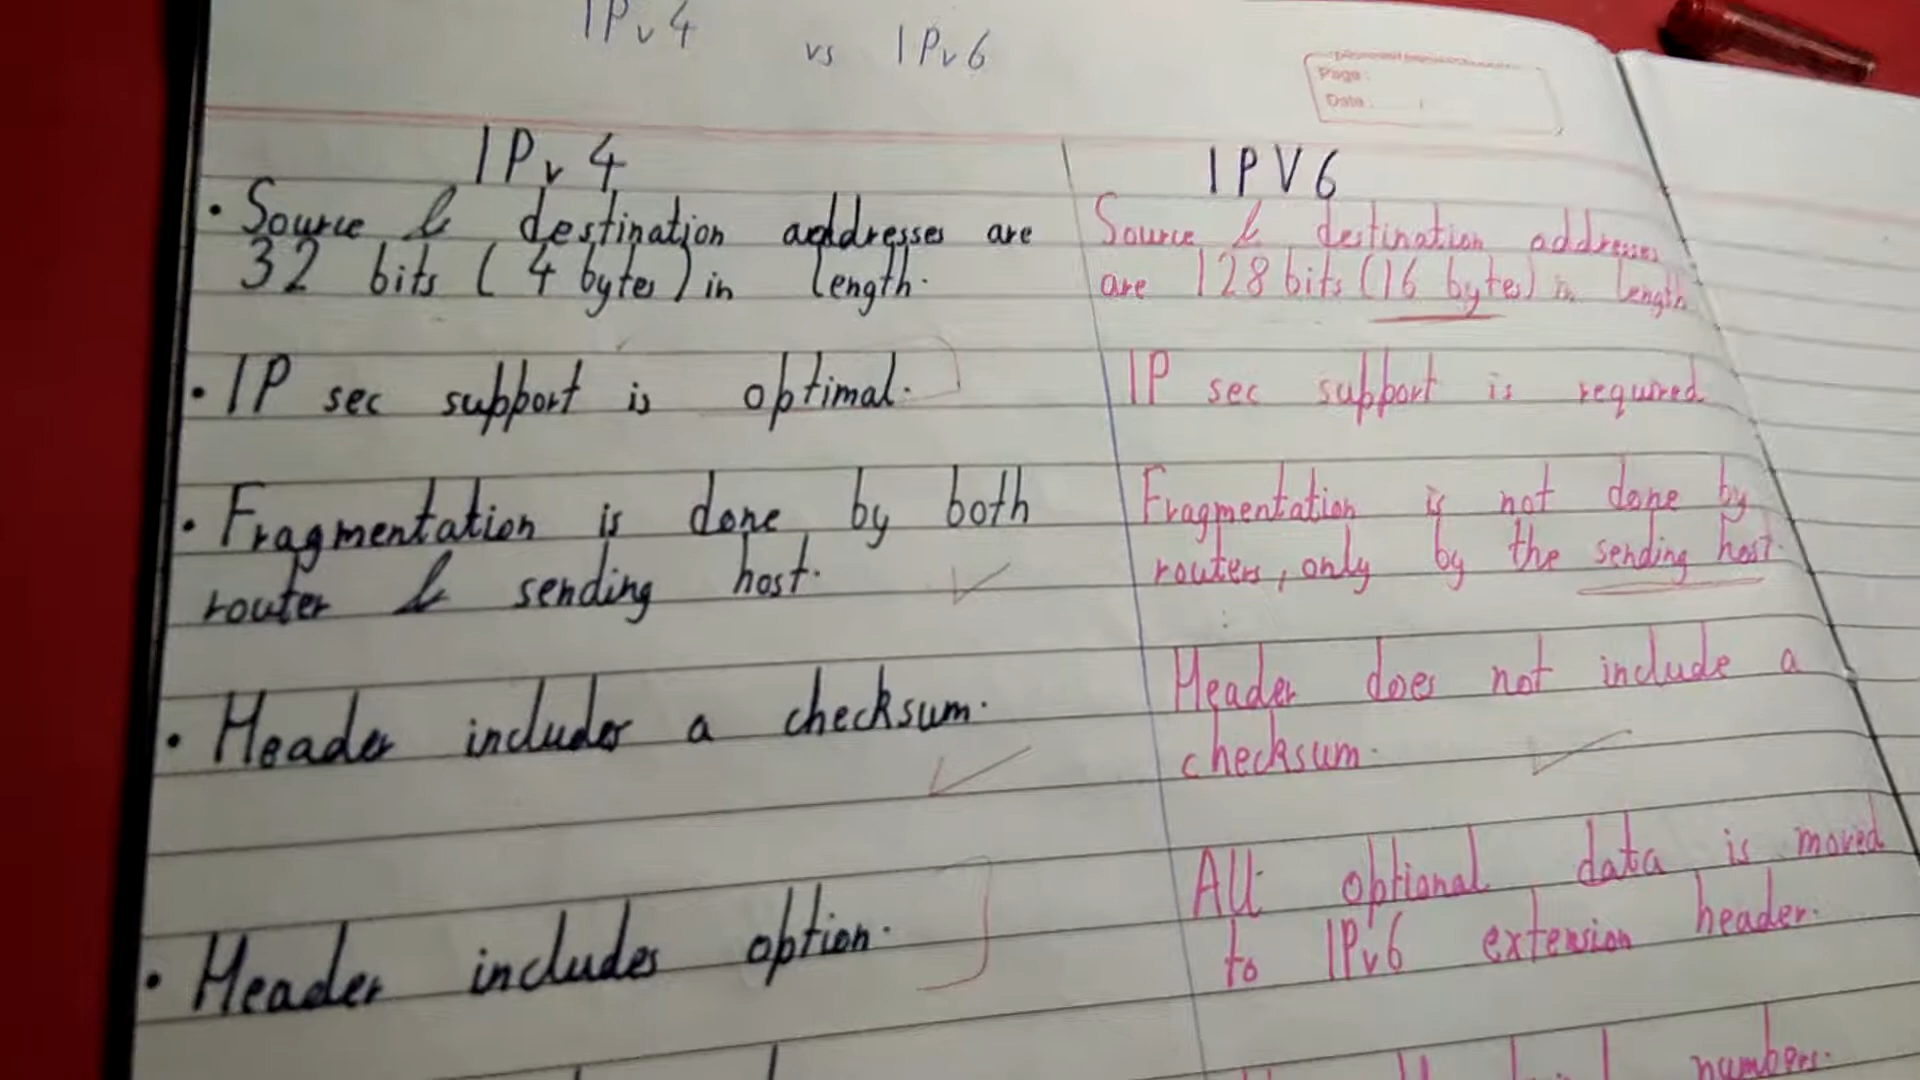 IPv4 vs IPv6
Page :
Date :
IPv4
• Source & destination addresses are
32 bits (4 bytes) in length.
• IP sec support is optimal.
• Fragmentation is done by both
router & sending host.
• Header includes a checksum.
• Header includes option.
IPV6
Source & destination addresses
are 128 bits (16 bytes) in length
IP sec support is required
Fragmentation is not done by
routers, only by the sending host.
Header does not include a
checksum.
All optional data is moved
to IPv6 extension header.
numbers.